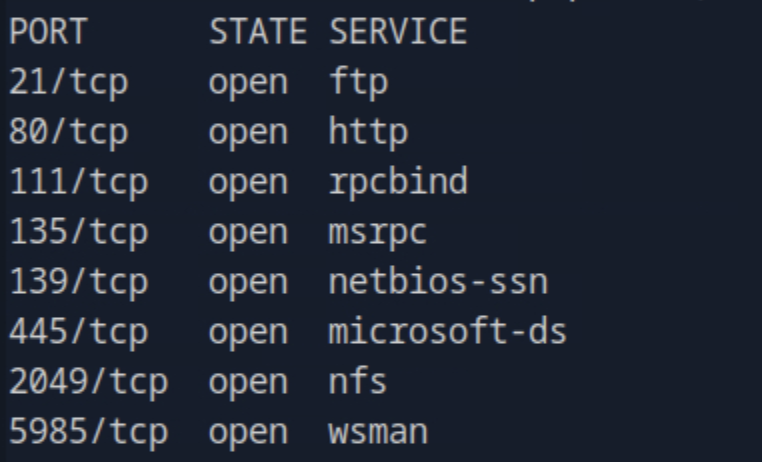 PORT STATE SERVICE
21/tcp open ftp
80/tcp open http
111/tcp open rpcbind
135/tcp open msrpc
139/tcp open netbios-ssn
445/tcp open microsoft-ds
2049/tcp open nfs
5985/tcp open wsman